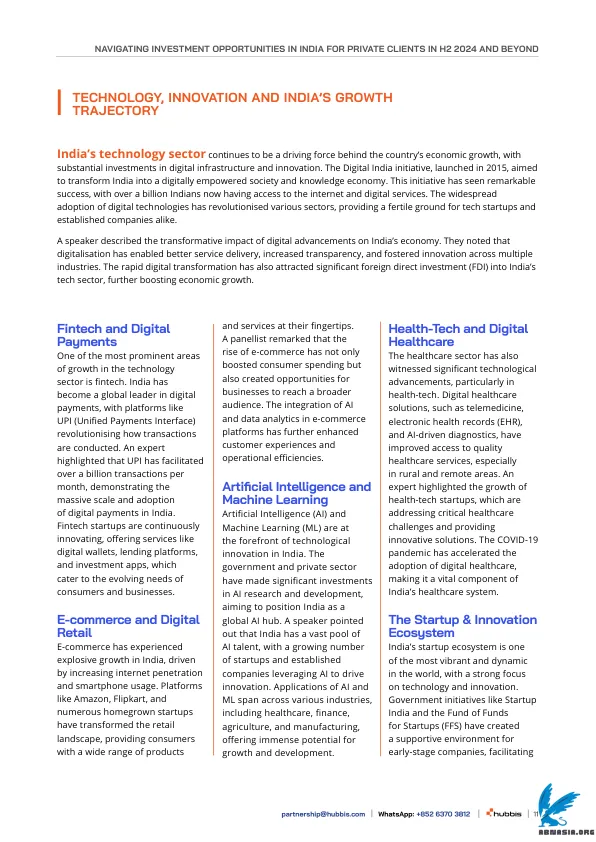 NAVIGATING INVESTMENT OPPORTUNITIES IN INDIA FOR PRIVATE CLIENTS IN H2 2024 AND BEYOND
TECHNOLOGY, INNOVATION AND INDIA'S GROWTH
TRAJECTORY
India's technology sector continues to be a driving force behind the country's economic growth, with
substantial investments in digital infrastructure and innovation. The Digital India initiative, launched in 2015, aimed
to transform India into a digitally empowered society and knowledge economy. This initiative has seen remarkable
success, with over a billion Indians now having access to the internet and digital services. The widespread
adoption of digital technologies has revolutionised various sectors, providing a fertile ground for tech startups and
established companies alike.
A speaker described the transformative impact of digital advancements on India's economy. They noted that
digitalisation has enabled better service delivery, increased transparency, and fostered innovation across multiple
industries. The rapid digital transformation has also attracted significant foreign direct investment (FDI) into India's
tech sector, further boosting economic growth.
Fintech and Digital
Payments
One of the most prominent areas
of growth in the technology
sector is fintech. India has
become a global leader in digital
payments, with platforms like
UPI (Unified Payments Interface)
revolutionising how transactions
are conducted. An expert
highlighted that UPI has facilitated
over a billion transactions per
month, demonstrating the
massive scale and adoption
of digital payments in India.
Fintech startups are continuously
innovating, offering services like
digital wallets, lending platforms,
and investment apps, which
cater to the evolving needs of
consumers and businesses.
E-commerce and Digital
Retail
E-commerce has experienced
explosive growth in India, driven
by increasing internet penetration
and smartphone usage. Platforms
like Amazon, Flipkart, and
numerous homegrown startups
have transformed the retail
landscape, providing consumers
with a wide range of products
and services at their fingertips.
A panellist remarked that the
rise of e-commerce has not only
boosted consumer spending but
also created opportunities for
businesses to reach a broader
audience. The integration of AI
and data analytics in e-commerce
platforms has further enhanced
customer experiences and
operational efficiencies.
Artificial Intelligence and
Machine Learning
Artificial Intelligence (AI) and
Machine Learning (ML) are at
the forefront of technological
innovation in India. The
government and private sector
have made significant investments
in AI research and development,
aiming to position India as a
global AI hub. A speaker pointed
out that India has a vast pool of
AI talent, with a growing number
of startups and established
companies leveraging AI to drive
innovation. Applications of AI and
ML span across various industries,
including healthcare, finance,
agriculture, and manufacturing,
offering immense potential for
growth and development.
Health-Tech and Digital
Healthcare
The healthcare sector has also
witnessed significant technological
advancements, particularly in
health-tech. Digital healthcare
solutions, such as telemedicine,
electronic health records (EHR),
and AI-driven diagnostics, have
improved access to quality
healthcare services, especially
in rural and remote areas. An
expert highlighted the growth of
health-tech startups, which are
addressing critical healthcare
challenges and providing
innovative solutions. The COVID-19
pandemic has accelerated the
adoption of digital healthcare,
making it a vital component of
India's healthcare system.
The Startup & Innovation
Ecosystem
India's startup ecosystem is one
of the most vibrant and dynamic
in the world, with a strong focus
on technology and innovation.
Government initiatives like Startup
India and the Fund of Funds
for Startups (FFS) have created
a supportive environment for
early-stage companies, facilitating
partnership@hubbis.com | WhatsApp: +852 6370 3812 | hubbis | 11
ABNASIA.ORG